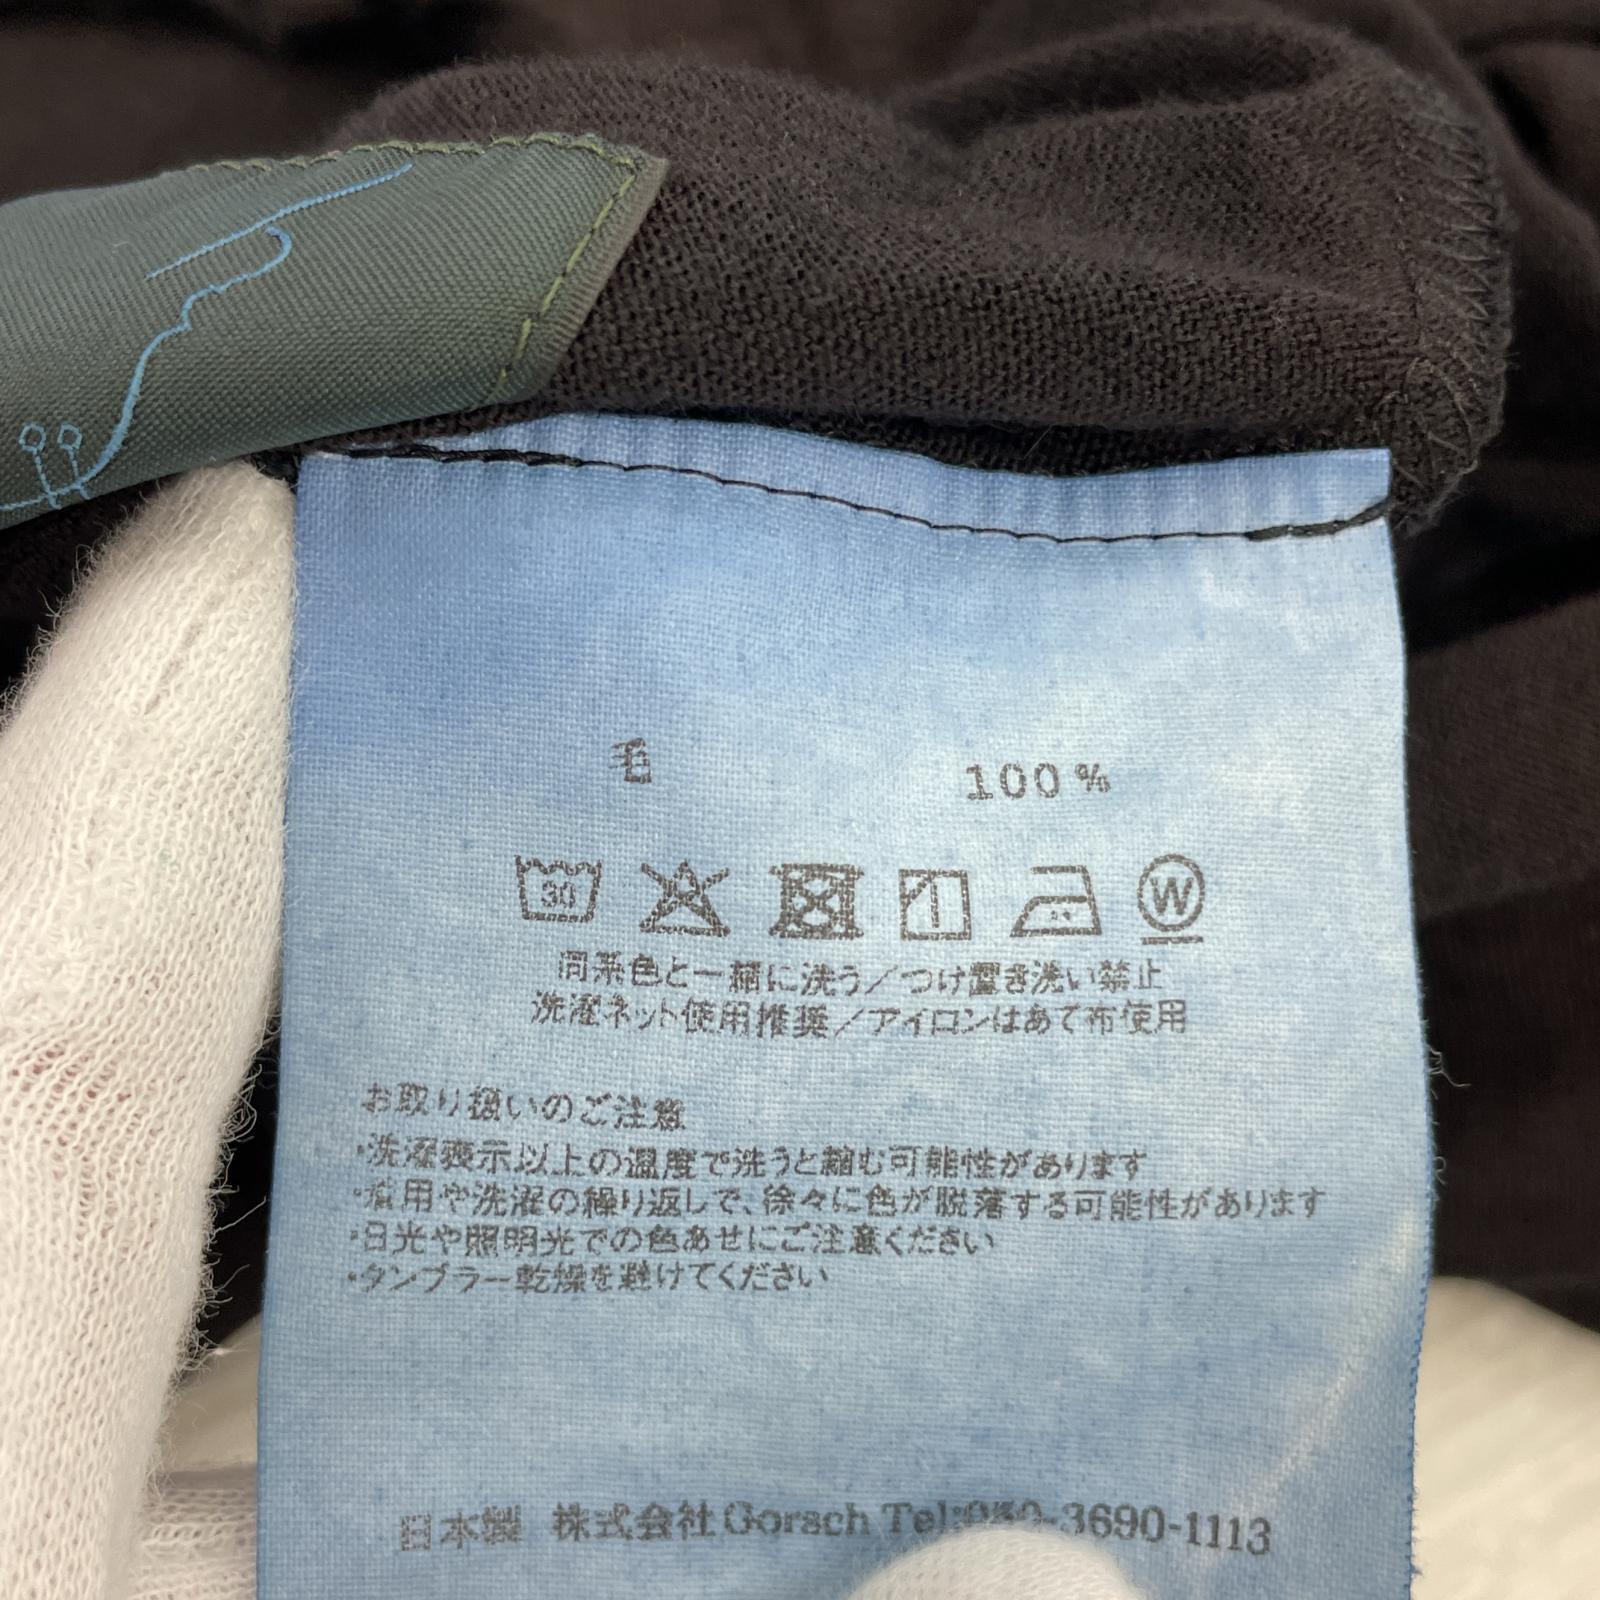 毛 100%
30 W
同系色と一緒に洗う／つけ置き洗い禁止
洗濯ネット使用推奨／アイロンはあて布使用
お取り扱いのご注意
・洗濯表示以上の温度で洗うと縮む可能性があります
・着用や洗濯の繰り返しで、徐々に色が脱落する可能性があります
・日光や照明光での色あせにご注意ください
・タンブラー乾燥を避けてください
日本製 株式会社Gorsch Tel:050-3690-1113